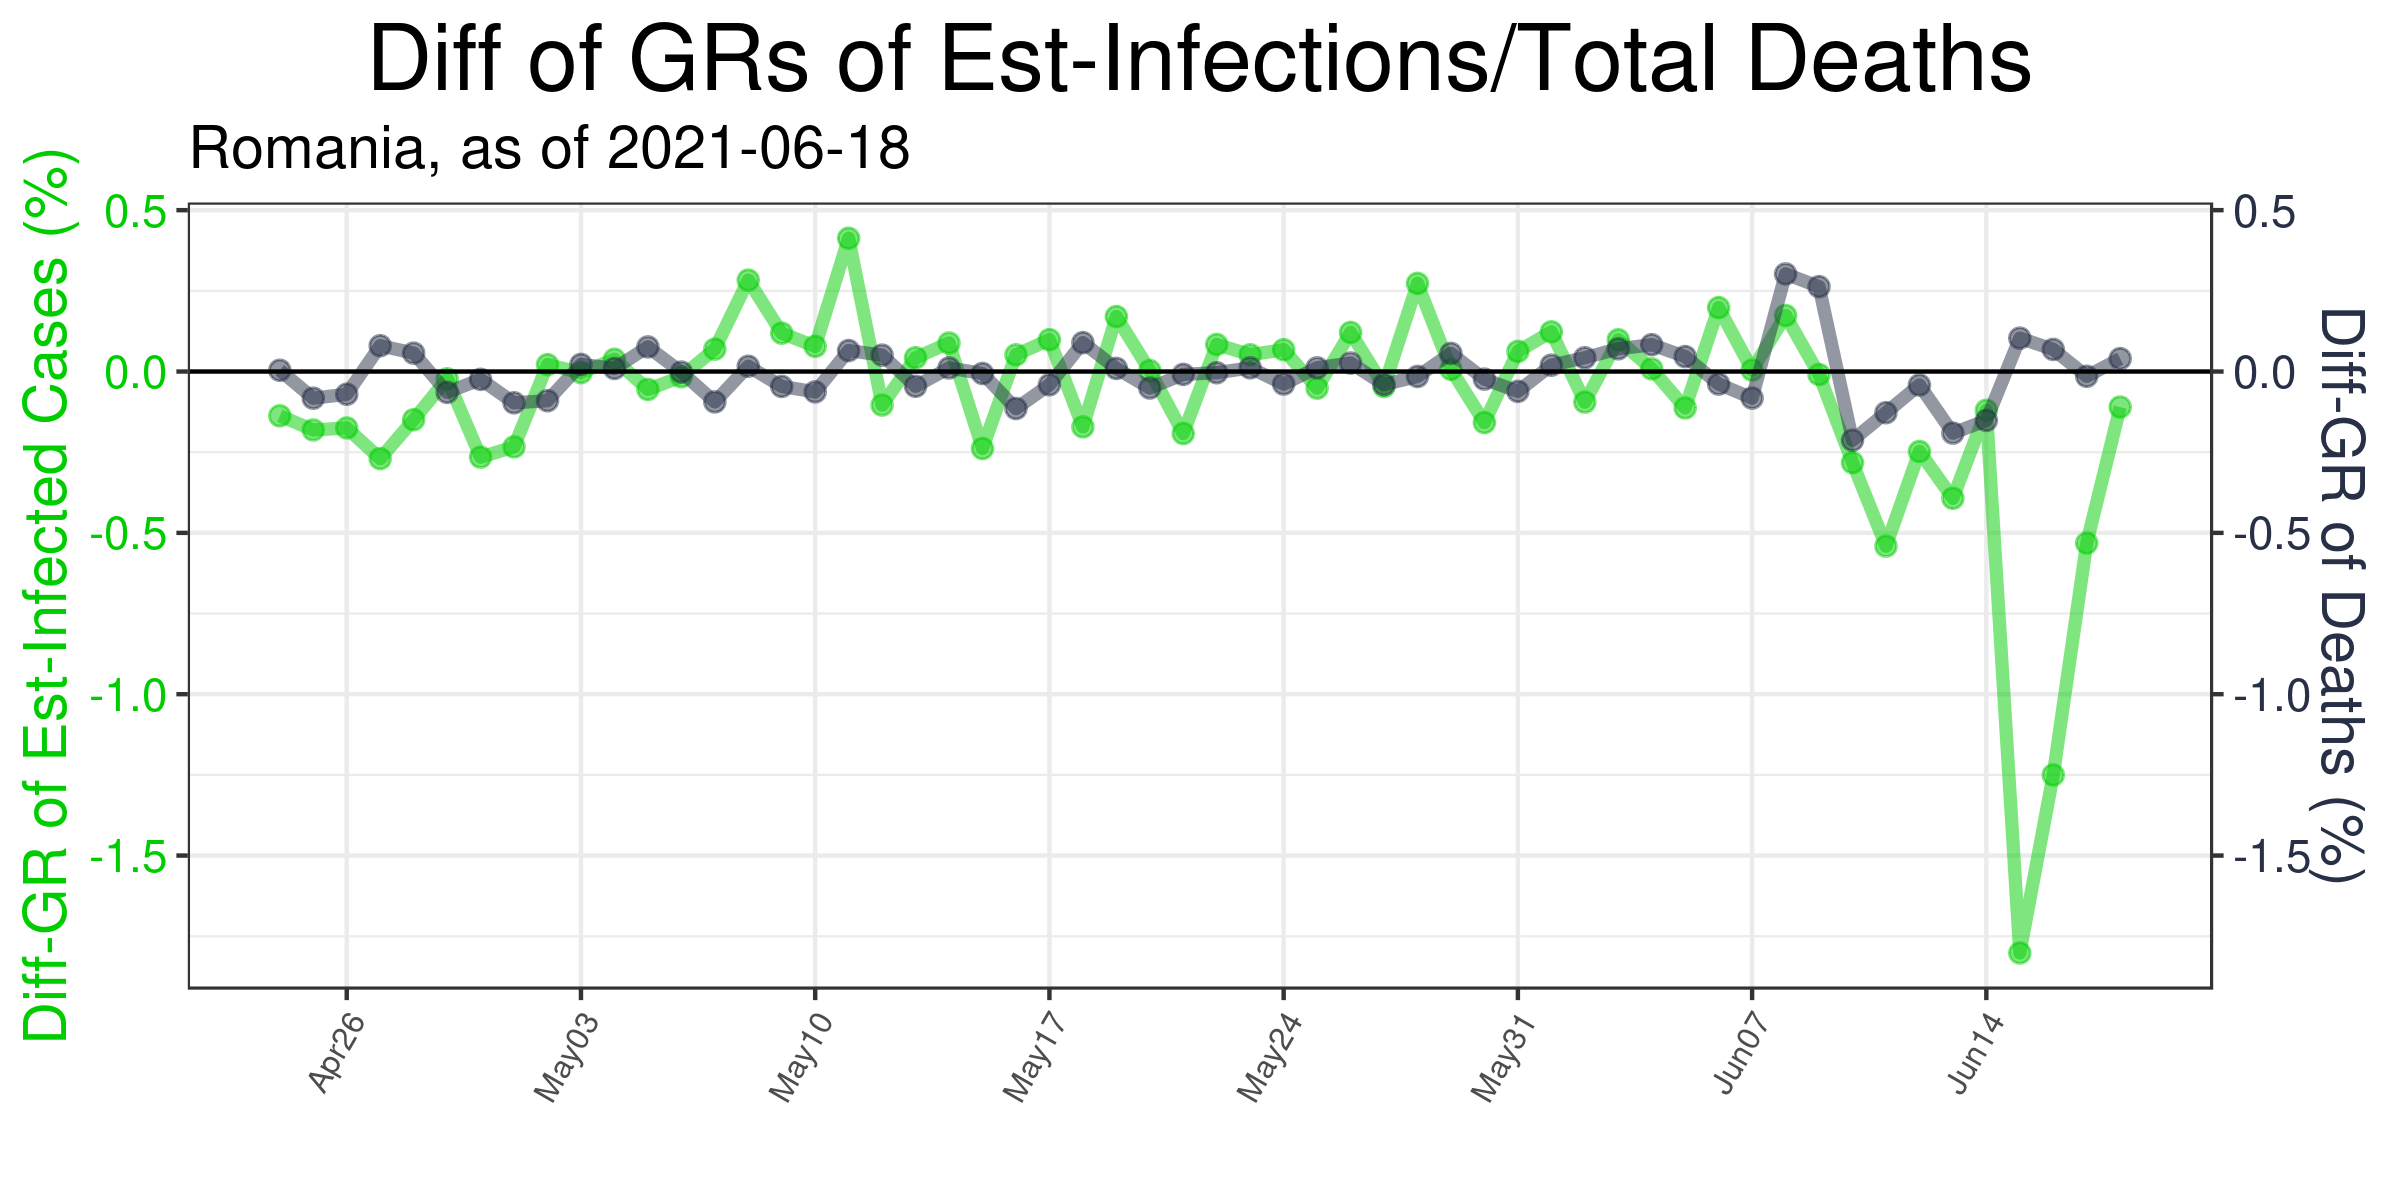 Diff of GRs of Est-Infections/Total Deaths
Romania, as of 2021-06-18
Diff-GR of Est-Infected Cases (%)
0.5
0.0
-0.5
-1.0
-1.5
0.5
0.0
-0.5
-1.0
-1.5
Diff-GR of Deaths (%)
Apr26
May03
May10
May17
May24
May31
Jun07
Jun14